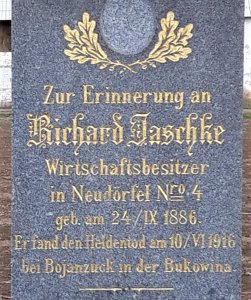 Zur Erinnerung an
Richard Jaschke
Wirtschaftsbesitzer
in Neudörfel Nro 4
geb. am 24/IX 1886.
Er fand den Heldentod am 10/VI 1916
bei Bojanzuck in der Bukowina.